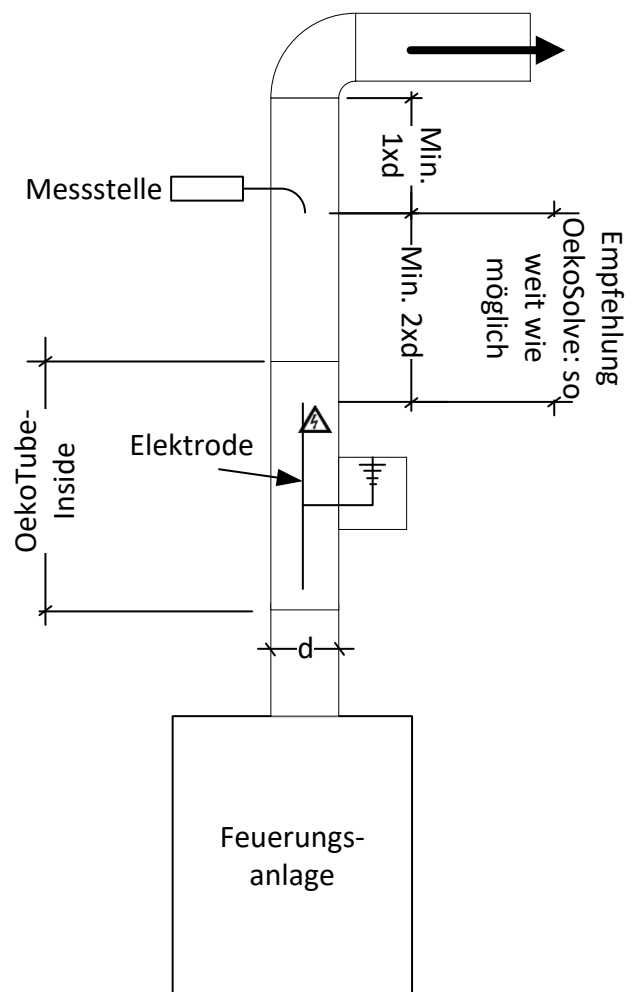 Messstelle
Min.
1xd
Min. 2xd
Empfehlung
OekoSolve: so
weit wie
möglich
OekoTube-
Inside
Elektrode
d
Feuerungs-
anlage